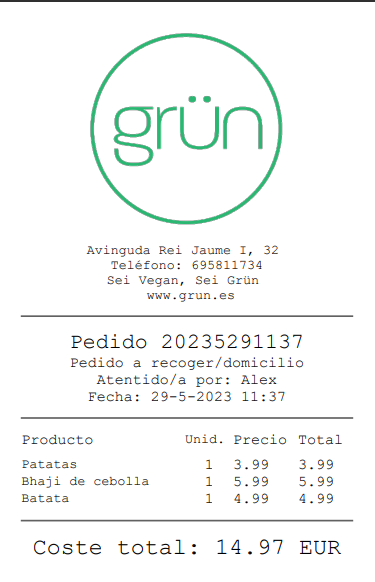 grün
Avinguda Rei Jaume I, 32
Teléfono: 695811734
Sei Vegan, Sei Grün
www.grun.es
Pedido 20235291137
Pedido a recoger/domicilio
Atentido/a por: Alex
Fecha: 29-5-2023 11:37
Producto Unid. Precio Total
Patatas 1 3.99 3.99
Bhaji de cebolla 1 5.99 5.99
Batata 1 4.99 4.99
Coste total: 14.97 EUR